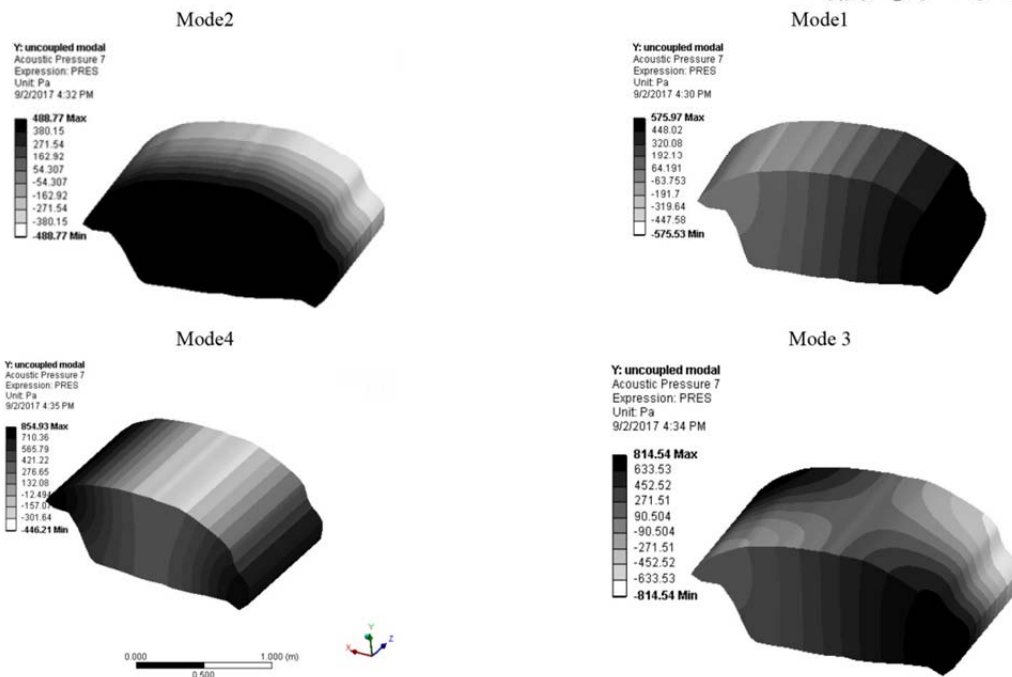 Mode2
Y: uncoupled modal
Acoustic Pressure 7
Expression: PRES
Unit: Pa
9/2/2017 4:32 PM
488.77 Max
380.15
271.54
162.92
54.307
-54.307
-162.92
-271.54
-380.15
-488.77 Min
Mode1
Y: uncoupled modal
Acoustic Pressure 7
Expression: PRES
Unit: Pa
9/2/2017 4:30 PM
575.97 Max
448.02
320.08
192.13
64.191
-63.753
-191.7
-319.64
-447.58
-575.53 Min
Mode4
Y: uncoupled modal
Acoustic Pressure 7
Expression: PRES
Unit: Pa
9/2/2017 4:35 PM
854.93 Max
710.36
565.79
421.22
276.65
132.08
-12.494
-157.07
-301.64
-446.21 Min
0.000
1.000 (m)
0.500
Y
X
Z
Mode 3
Y: uncoupled modal
Acoustic Pressure 7
Expression: PRES
Unit: Pa
9/2/2017 4:34 PM
814.54 Max
633.53
452.52
271.51
90.504
-90.504
-271.51
-452.52
-633.53
-814.54 Min